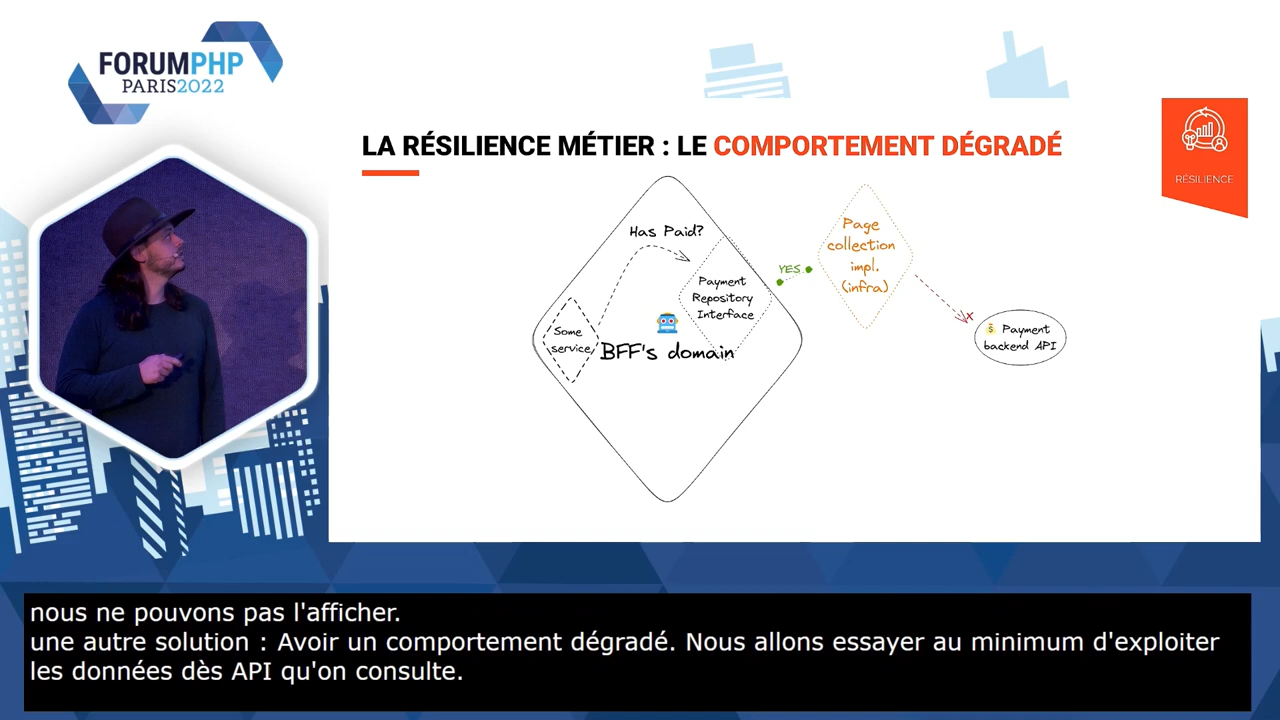 FORUMPHP
PARIS2022
LA RÉSILIENCE MÉTIER : LE COMPORTEMENT DÉGRADÉ
RÉSILIENCE
Has Paid?
Payment
Repository
Interface
Some
service
BFF's domain
YES
Page
collection
impl.
(infra)
x
Payment
backend API
nous ne pouvons pas l'afficher.
une autre solution : Avoir un comportement dégradé. Nous allons essayer au minimum d'exploiter
les données dès API qu'on consulte.